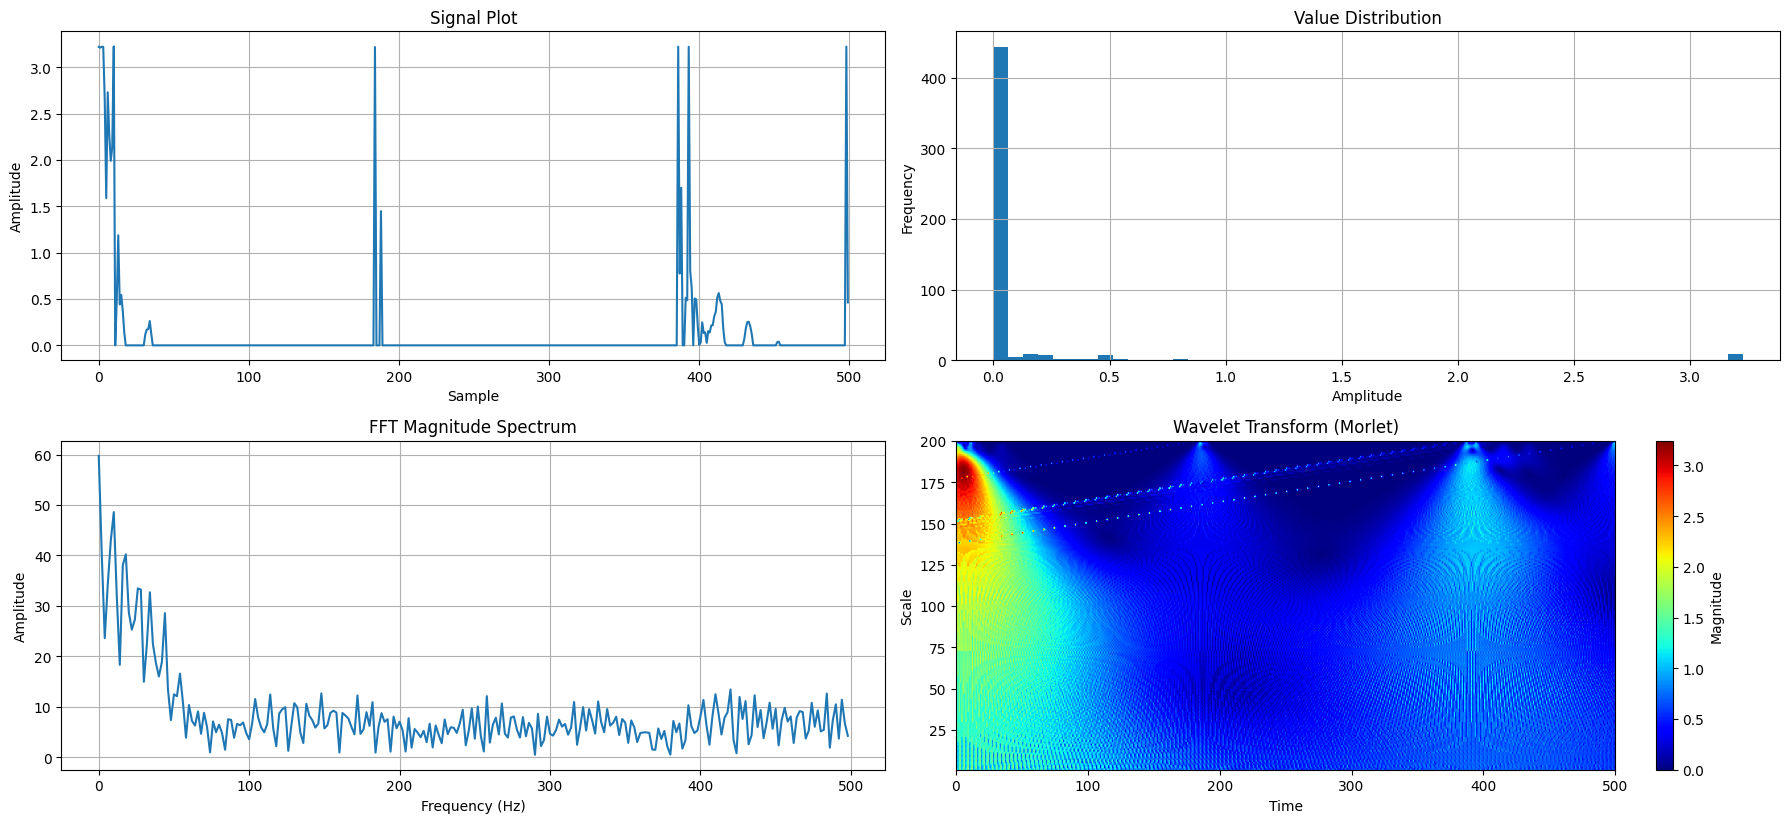 Signal Plot
Amplitude
3.0
2.5
2.0
1.5
1.0
0.5
0.0
0 100 200 300 400 500
Sample
Value Distribution
Frequency
400
300
200
100
0
0.0 0.5 1.0 1.5 2.0 2.5 3.0
Amplitude
FFT Magnitude Spectrum
Amplitude
60
50
40
30
20
10
0
0 100 200 300 400 500
Frequency (Hz)
Wavelet Transform (Morlet)
Scale
200
175
150
125
100
75
50
25
0 100 200 300 400 500
Time
3.0
2.5
2.0
1.5
1.0
0.5
0.0
Magnitude